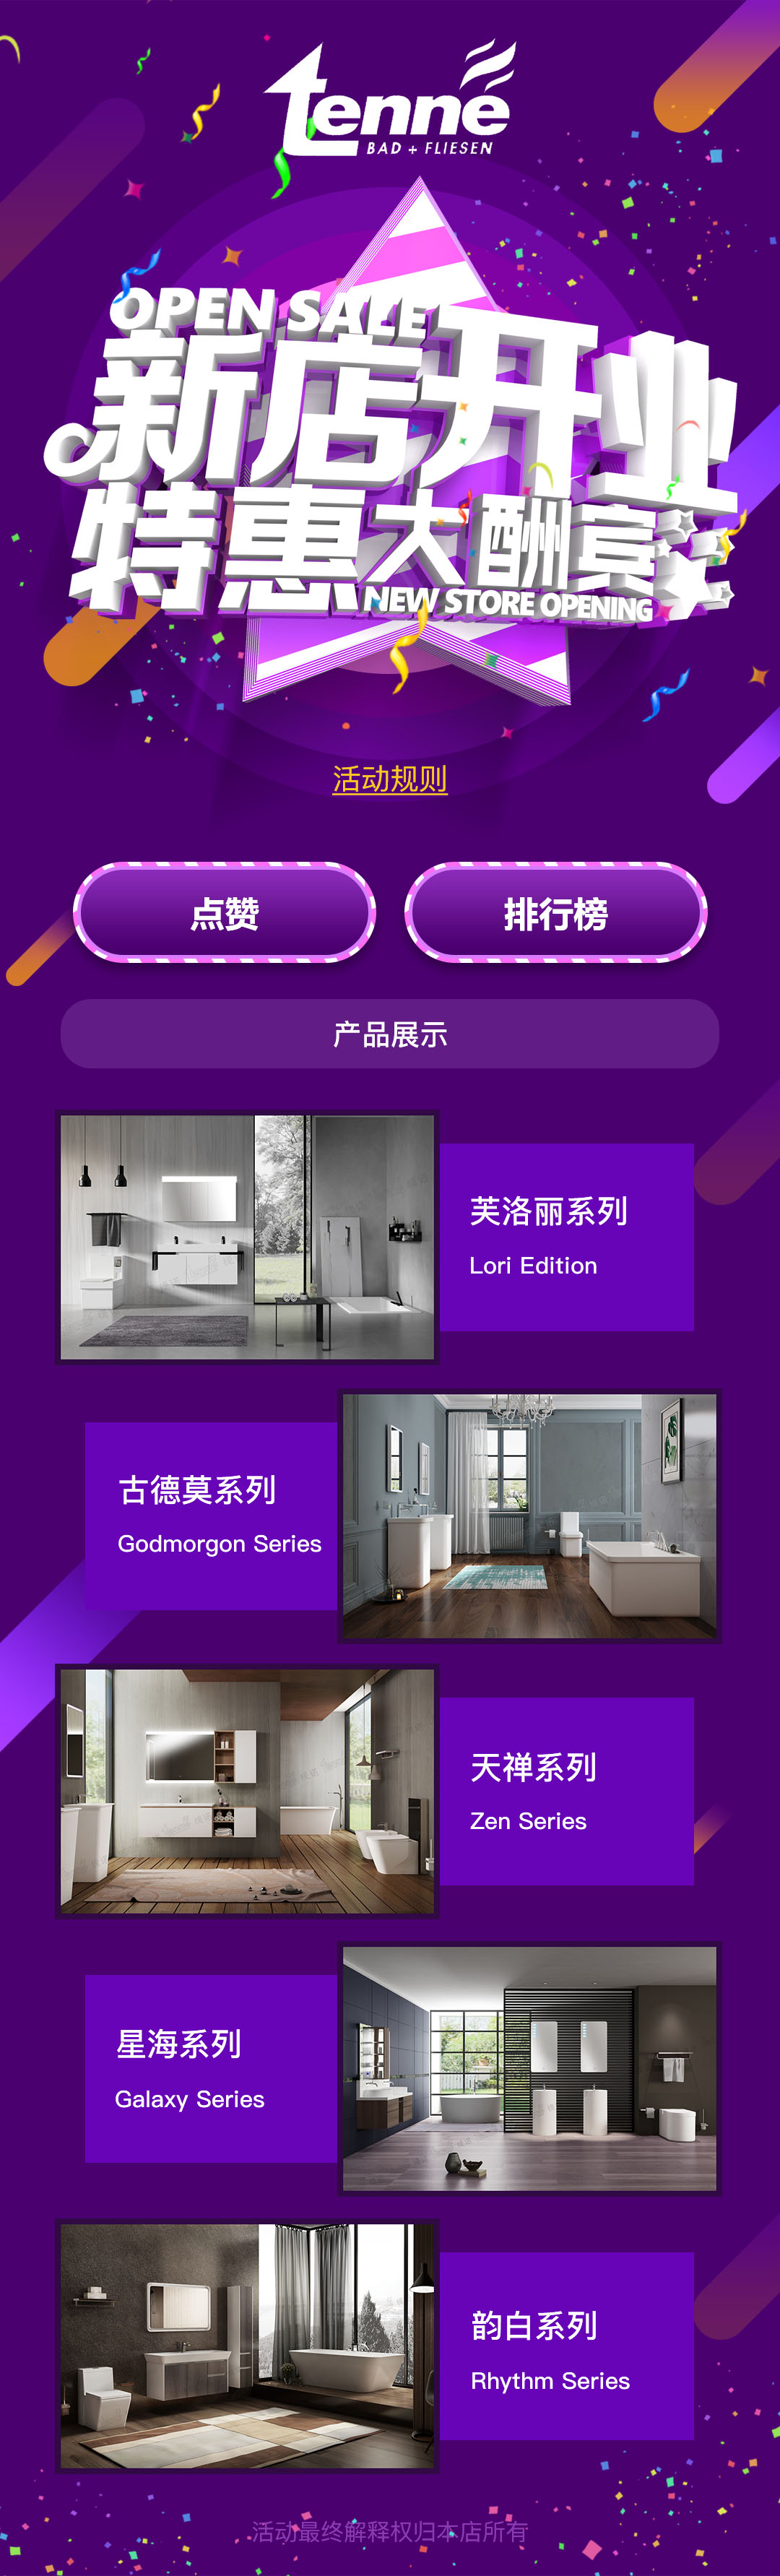 tenne
BAD + FLIESEN
OPEN SALE
新店开业
特惠大酬宾
NEW STORE OPENING
活动规则
点赞
排行榜
产品展示
芙洛丽系列
Lori Edition
古德莫系列
Godmorgon Series
天禅系列
Zen Series
星海系列
Galaxy Series
韵白系列
Rhythm Series
活动最终解释权归本店所有